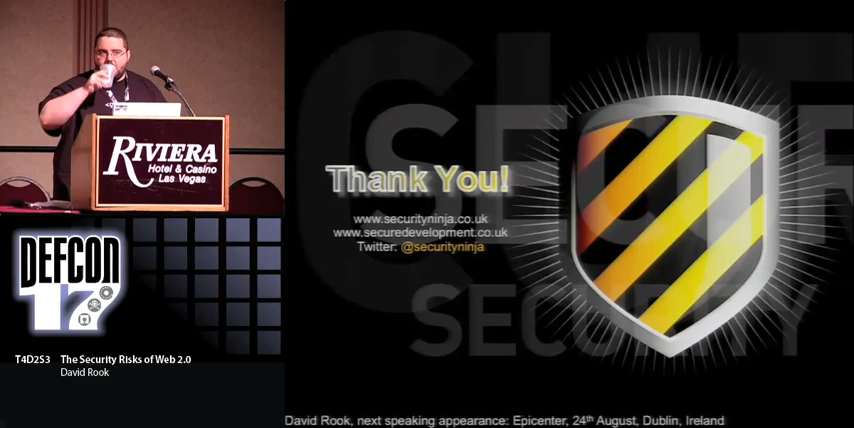 RIVIERA
Hotel & Casino
Las Vegas
DEFCON
17
T4D2S3 The Security Risks of Web 2.0
David Rook
SECURITY
Thank You!
www.securityninja.co.uk
www.securedevelopment.co.uk
Twitter: @securityninja
SECURITY
David Rook, next speaking appearance: Epicenter, 24th August, Dublin, Ireland